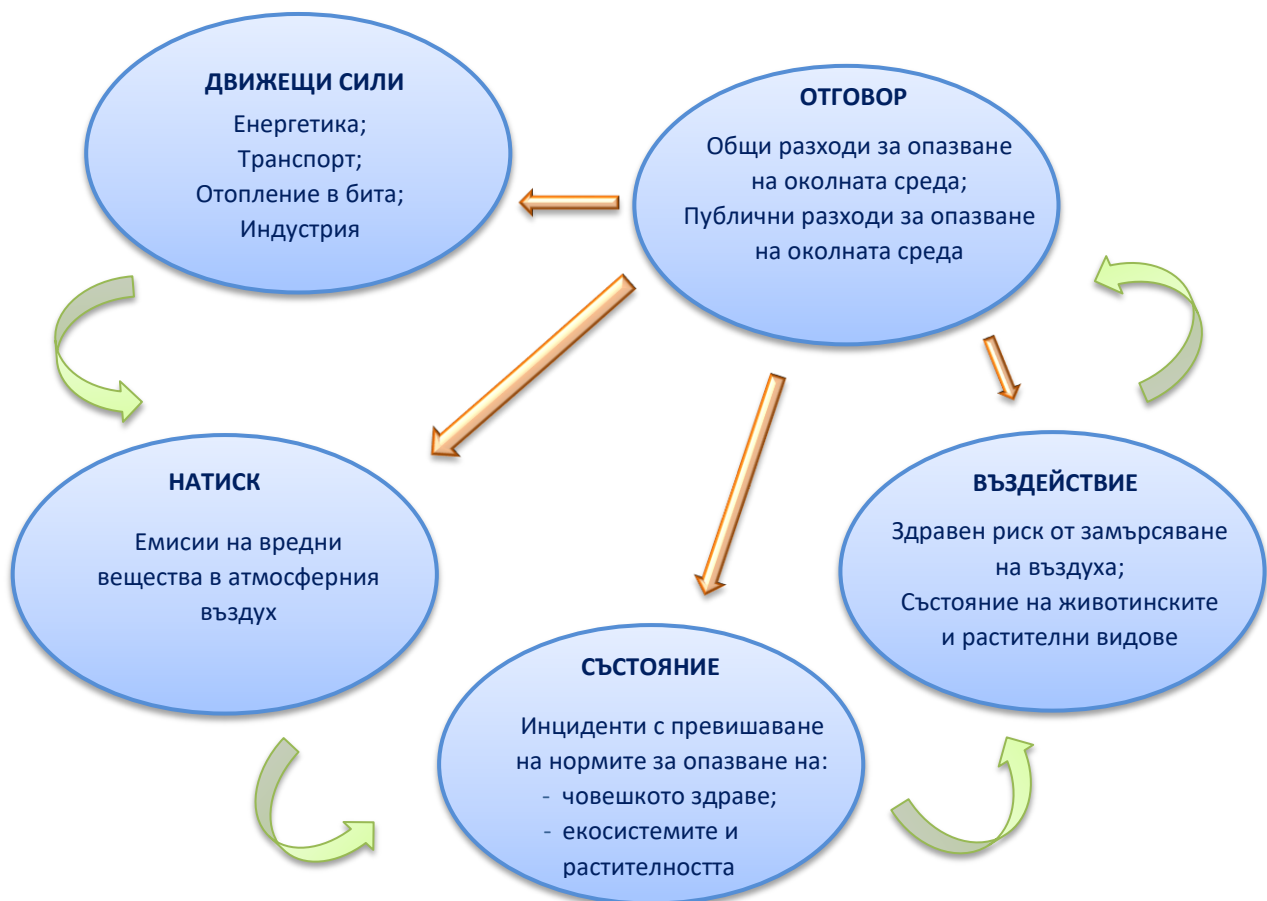 ДВИЖЕЩИ СИЛИ
Енергетика;
Транспорт;
Отопление в бита;
Индустрия
ОТГОВОР
Общи разходи за опазване
на околната среда;
Публични разходи за опазване
на околната среда
НАТИСК
Емисии на вредни
вещества в атмосферния
въздух
ВЪЗДЕЙСТВИЕ
Здравен риск от замърсяване
на въздуха;
Състояние на животинските
и растителни видове
СЪСТОЯНИЕ
Инциденти с превишаване
на нормите за опазване на:
- човешкото здраве;
- екосистемите и
растителността